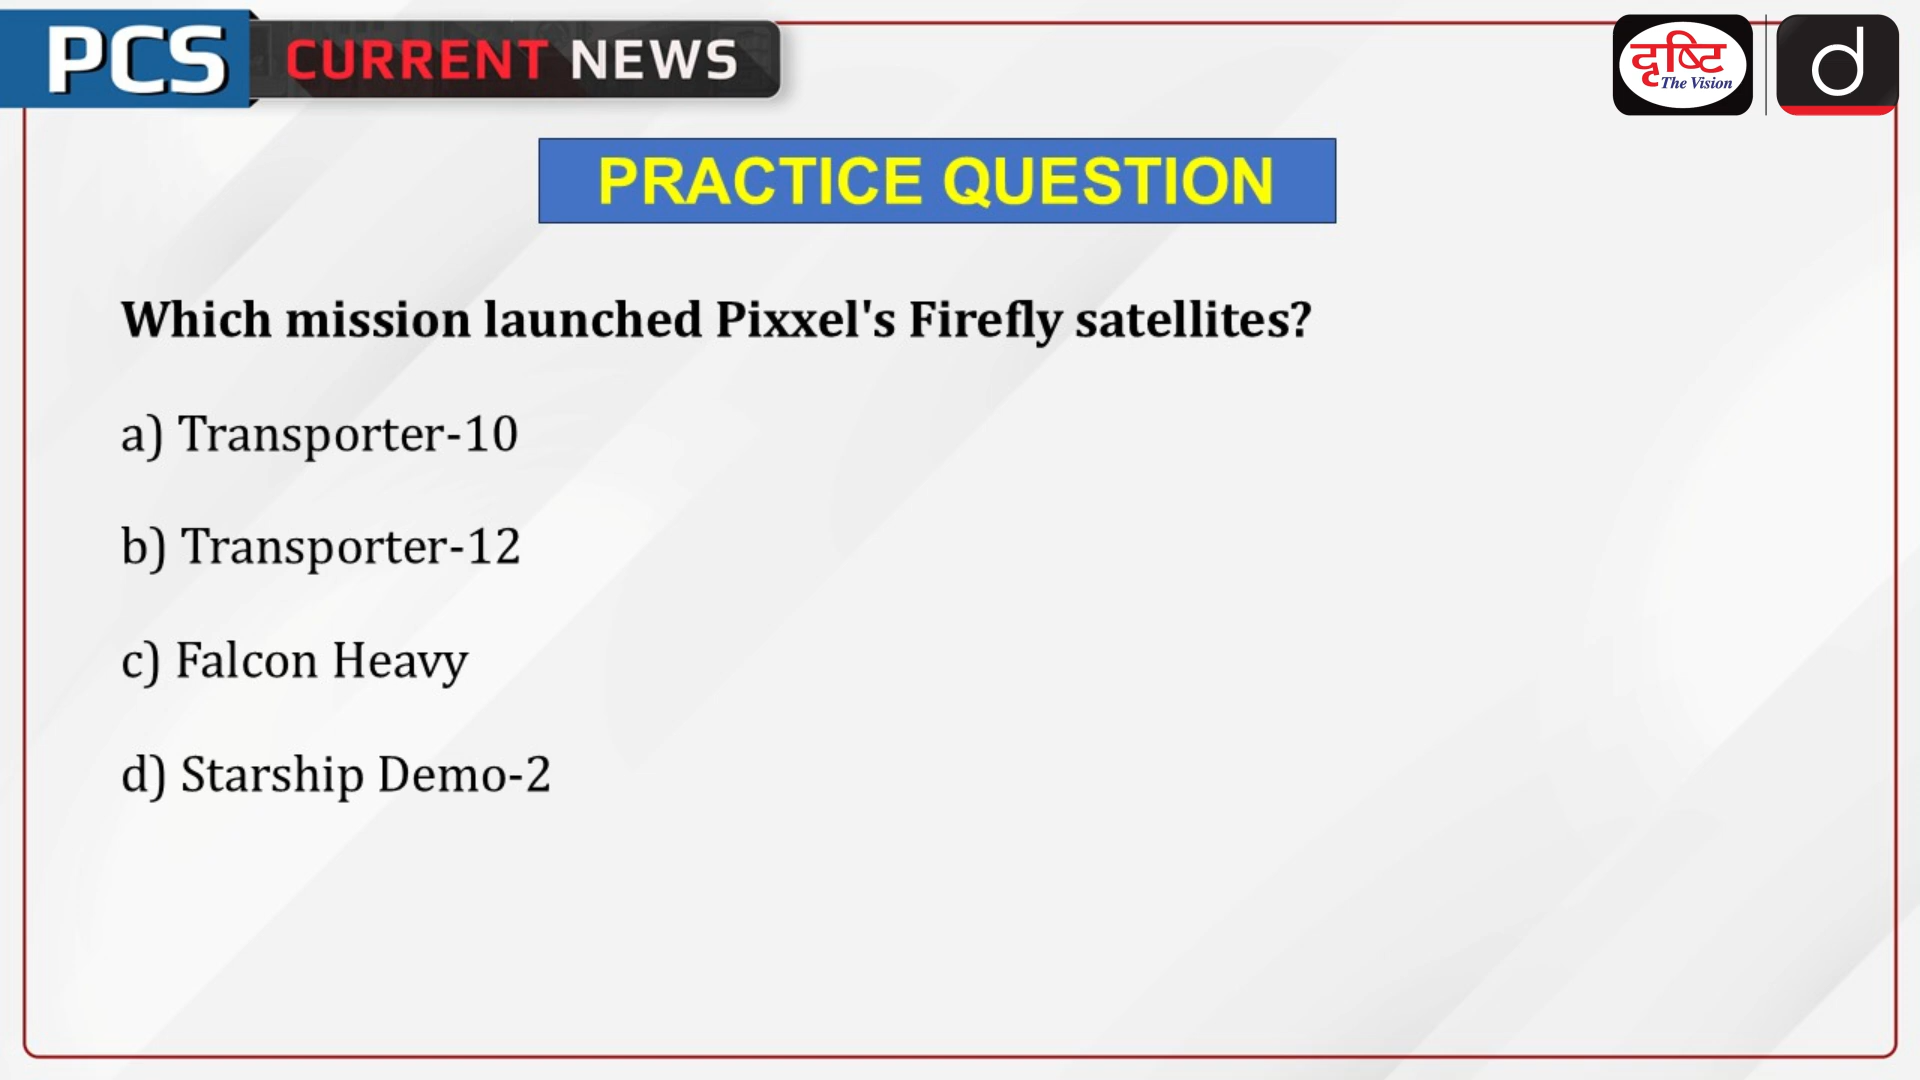 PCS CURRENT NEWS
दृष्टि
The Vision
d
PRACTICE QUESTION
Which mission launched Pixxel's Firefly satellites?
a) Transporter-10
b) Transporter-12
c) Falcon Heavy
d) Starship Demo-2